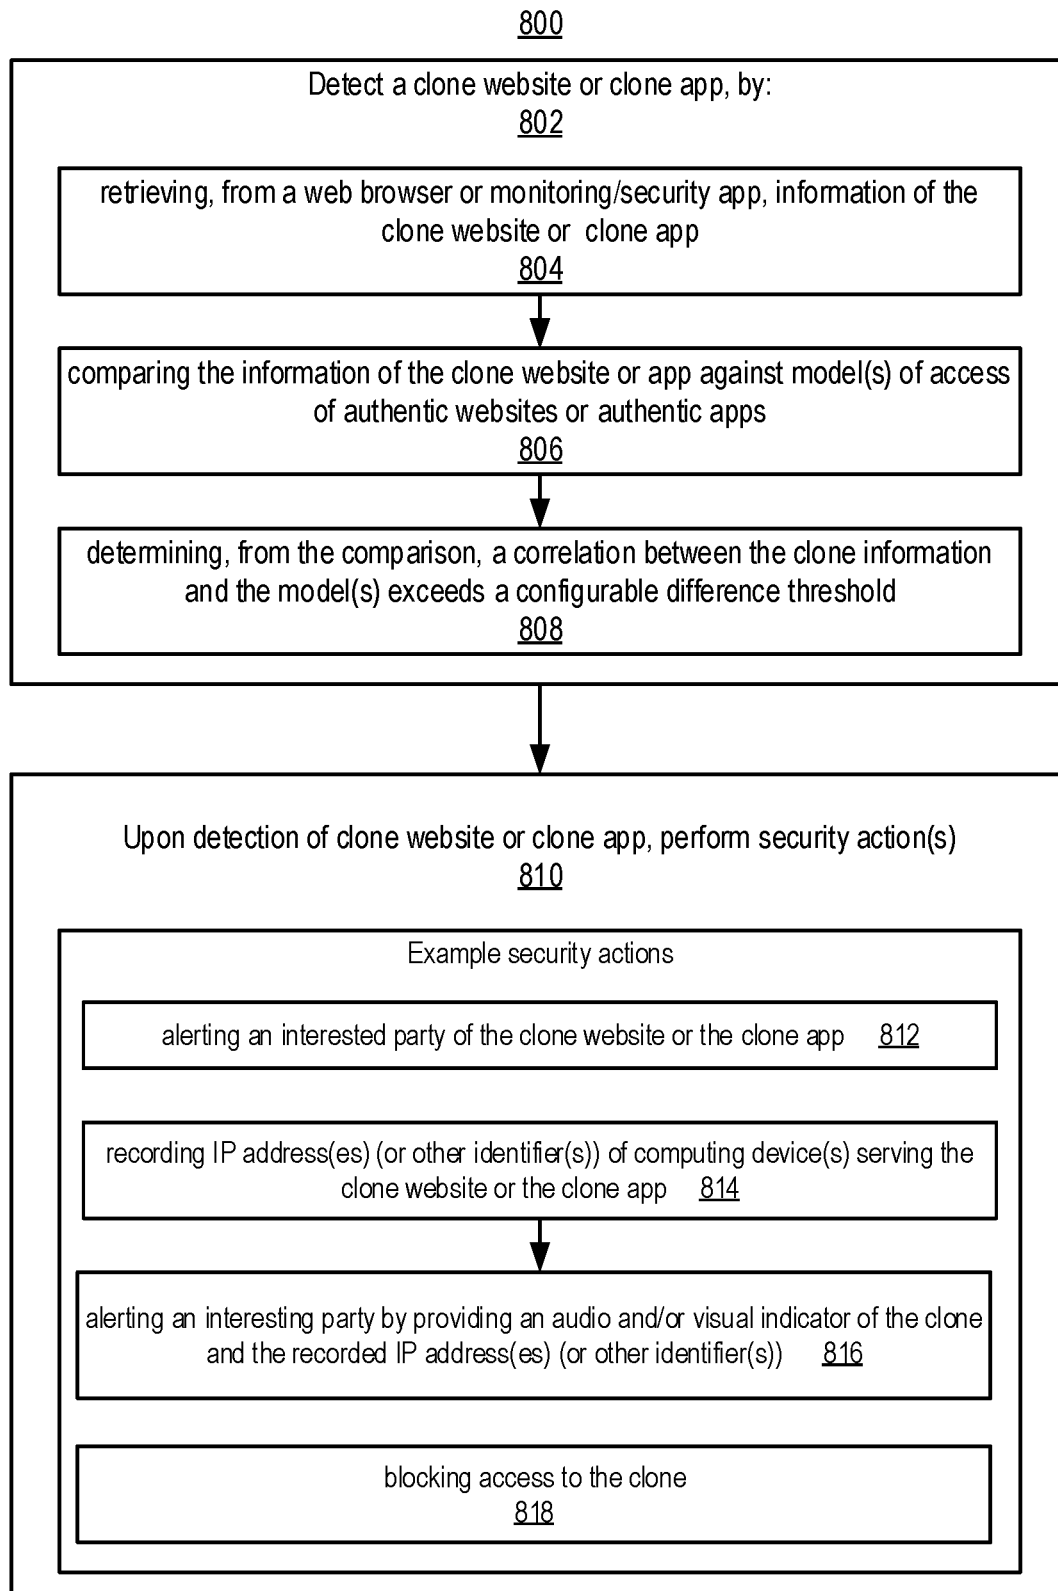 800
Detect a clone website or clone app, by:
802
retrieving, from a web browser or monitoring/security app, information of the
clone website or clone app
804
comparing the information of the clone website or app against model(s) of access
of authentic websites or authentic apps
806
determining, from the comparison, a correlation between the clone information
and the model(s) exceeds a configurable difference threshold
808
Upon detection of clone website or clone app, perform security action(s)
810
Example security actions
alerting an interested party of the clone website or the clone app 812
recording IP address(es) (or other identifier(s)) of computing device(s) serving the
clone website or the clone app 814
alerting an interesting party by providing an audio and/or visual indicator of the clone
and the recorded IP address(es) (or other identifier(s)) 816
blocking access to the clone
818